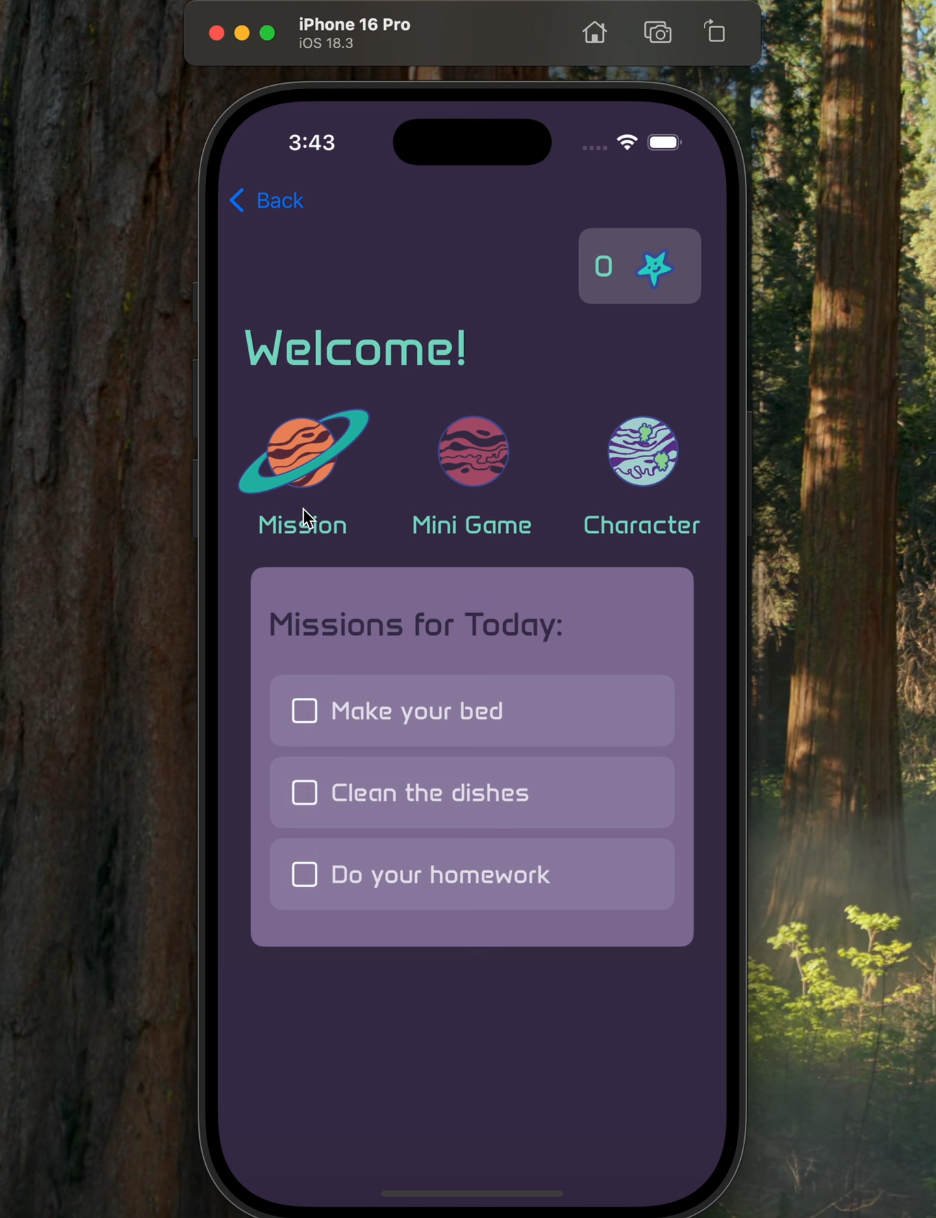 iPhone 16 Pro
iOS 18.3
3:43
Back
0
Welcome!
Mission
Mini Game
Character
Missions for Today:
Make your bed
Clean the dishes
Do your homework